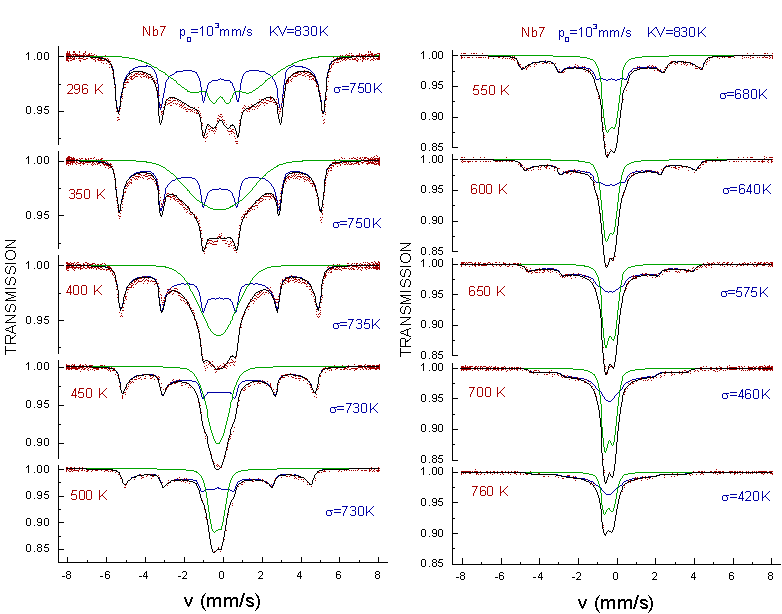 Nb7 p₀=10³mm/s KV=830K
1.00
296 K
0.95
σ=750K
1.00
350 K
0.95
σ=750K
1.00
400 K
0.95
σ=735K
1.00
0.95
450 K
0.90
σ=730K
1.00
0.95
500 K
0.90
0.85
σ=730K
-8 -6 -4 -2 0 2 4 6 8
v (mm/s)
TRANSMISSION
Nb7 p₀=10³mm/s KV=830K
1.00
0.95
550 K
0.90
0.85
σ=680K
1.00
0.95
600 K
0.90
0.85
σ=640K
1.00
0.95
650 K
0.90
0.85
σ=575K
1.00
0.95
700 K
0.90
0.85
σ=460K
1.00
0.95
760 K
0.90
0.85
σ=420K
-8 -6 -4 -2 0 2 4 6 8
v (mm/s)
TRANSMISSION